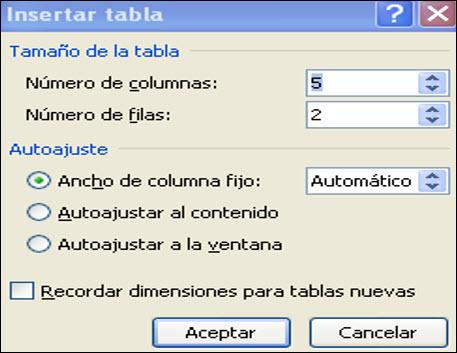 Insertar tabla
Tamaño de la tabla
Número de columnas: 5
Número de filas: 2
Autoajuste
Ancho de columna fijo: Automático
Autoajustar al contenido
Autoajustar a la ventana
Recordar dimensiones para tablas nuevas
Aceptar Cancelar